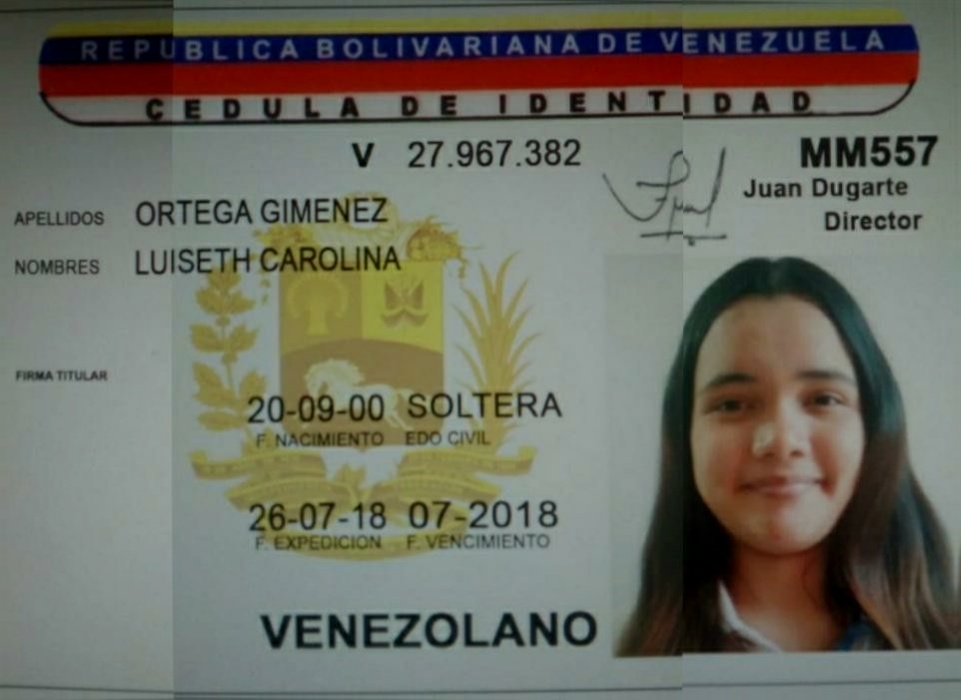 REPUBLICA BOLIVARIANA DE VENEZUELA
CEDULA DE IDENTIDAD
V 27.967.382
MM557
Juan Dugarte
Director
APELLIDOS ORTEGA GIMENEZ
NOMBRES LUISETH CAROLINA
FIRMA TITULAR
20-09-00 SOLTERA
F. NACIMIENTO EDO CIVIL
26-07-18 07-2018
F. EXPEDICION F. VENCIMIENTO
VENEZOLANO